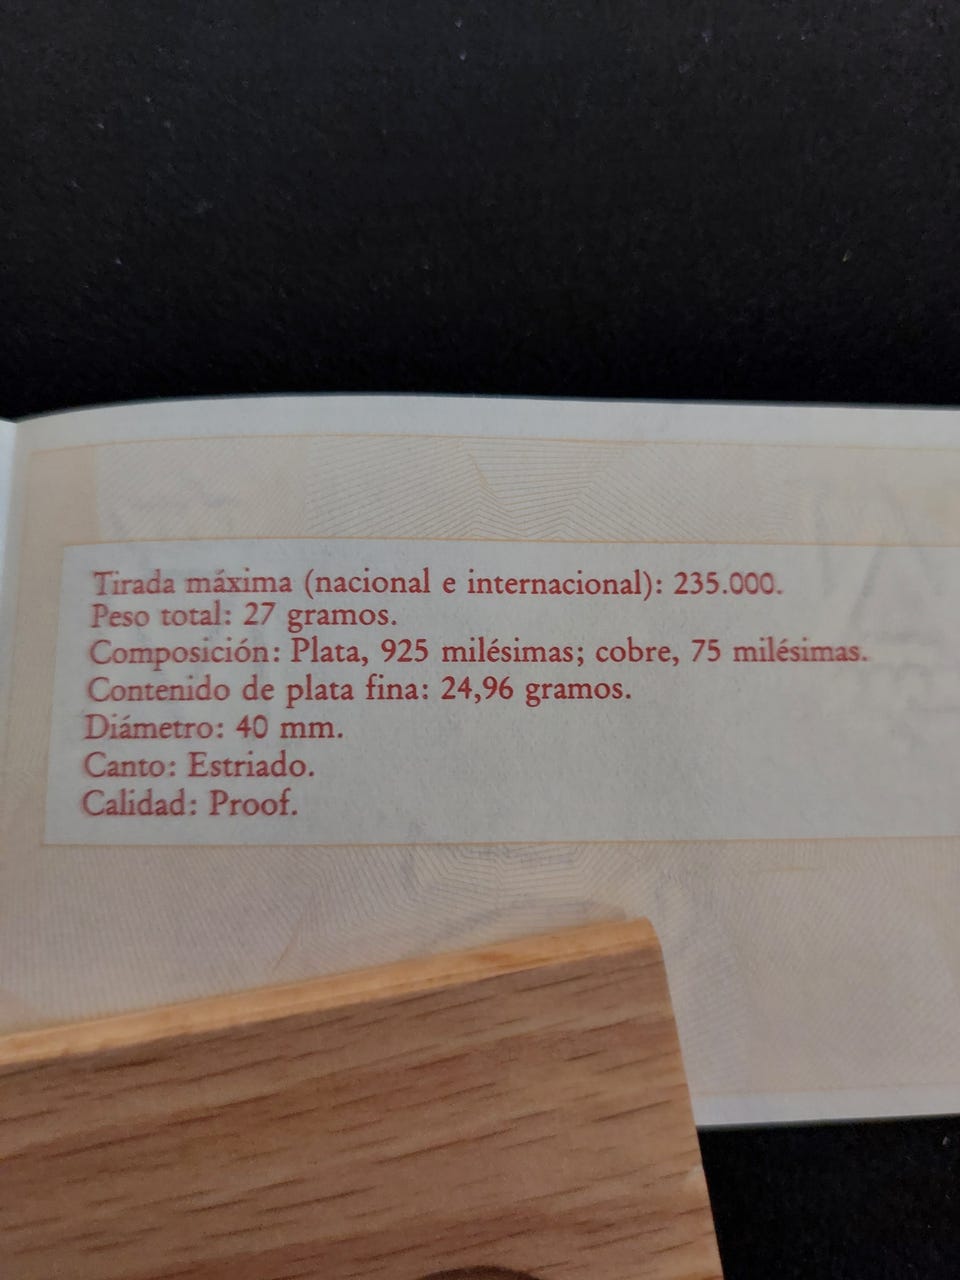 Tirada máxima (nacional e internacional): 235.000.
Peso total: 27 gramos.
Composición: Plata, 925 milésimas; cobre, 75 milésimas.
Contenido de plata fina: 24,96 gramos.
Diámetro: 40 mm.
Canto: Estriado.
Calidad: Proof.